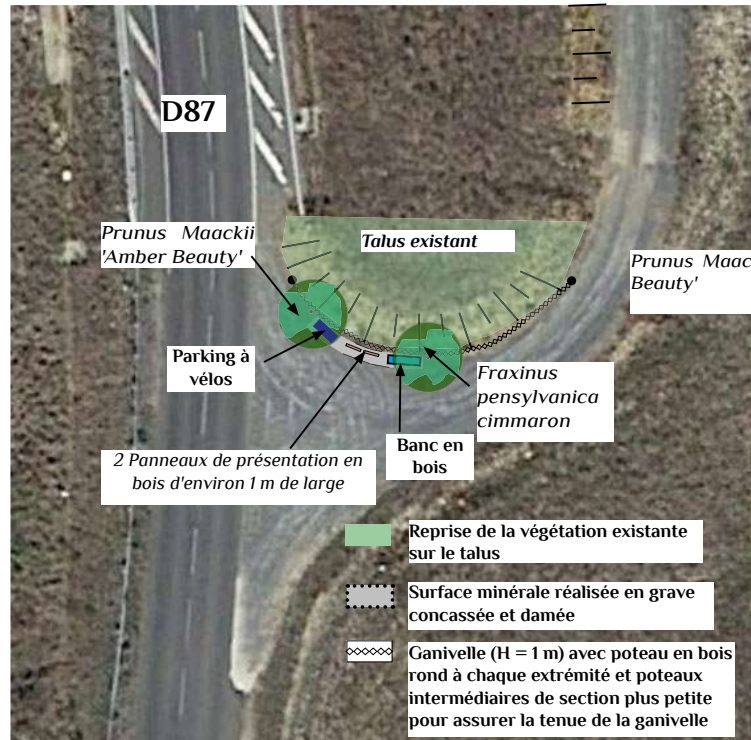 D87
Prunus Maackii
'Amber Beauty'
Talus existant
Prunus Maac
Beauty'
Parking à
vélos
Fraxinus
pensylvanica
cimmaron
Banc en
bois
2 Panneaux de présentation en
bois d'environ 1 m de large
Reprise de la végétation existante
sur le talus
Surface minérale réalisée en grave
concassée et damée
Ganivelle (H = 1 m) avec poteau en bois
rond à chaque extrémité et poteaux
intermédiaires de section plus petite
pour assurer la tenue de la ganivelle